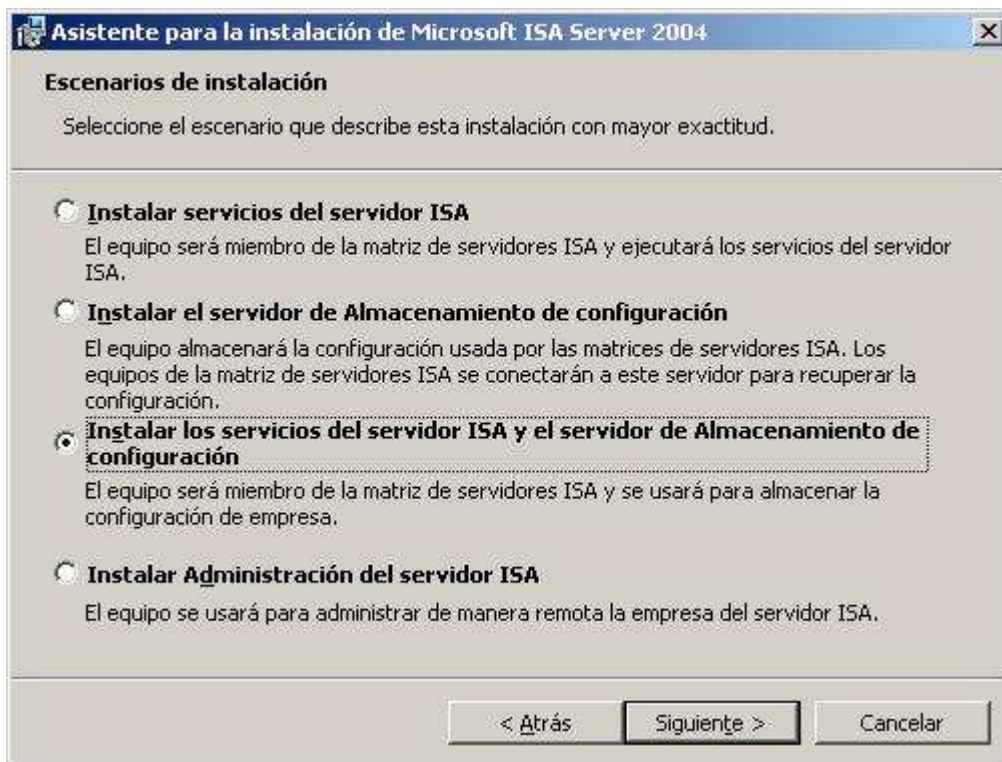 Asistente para la instalación de Microsoft ISA Server 2004
Escenarios de instalación
Seleccione el escenario que describe esta instalación con mayor exactitud.
Instalar servicios del servidor ISA
El equipo será miembro de la matriz de servidores ISA y ejecutará los servicios del servidor
ISA.
Instalar el servidor de Almacenamiento de configuración
El equipo almacenará la configuración usada por las matrices de servidores ISA. Los
equipos de la matriz de servidores ISA se conectarán a este servidor para recuperar la
configuración.
Instalar los servicios del servidor ISA y el servidor de Almacenamiento de
configuración
El equipo será miembro de la matriz de servidores ISA y se usará para almacenar la
configuración de empresa.
Instalar Administración del servidor ISA
El equipo se usará para administrar de manera remota la empresa del servidor ISA.
< Atrás
Siguiente >
Cancelar